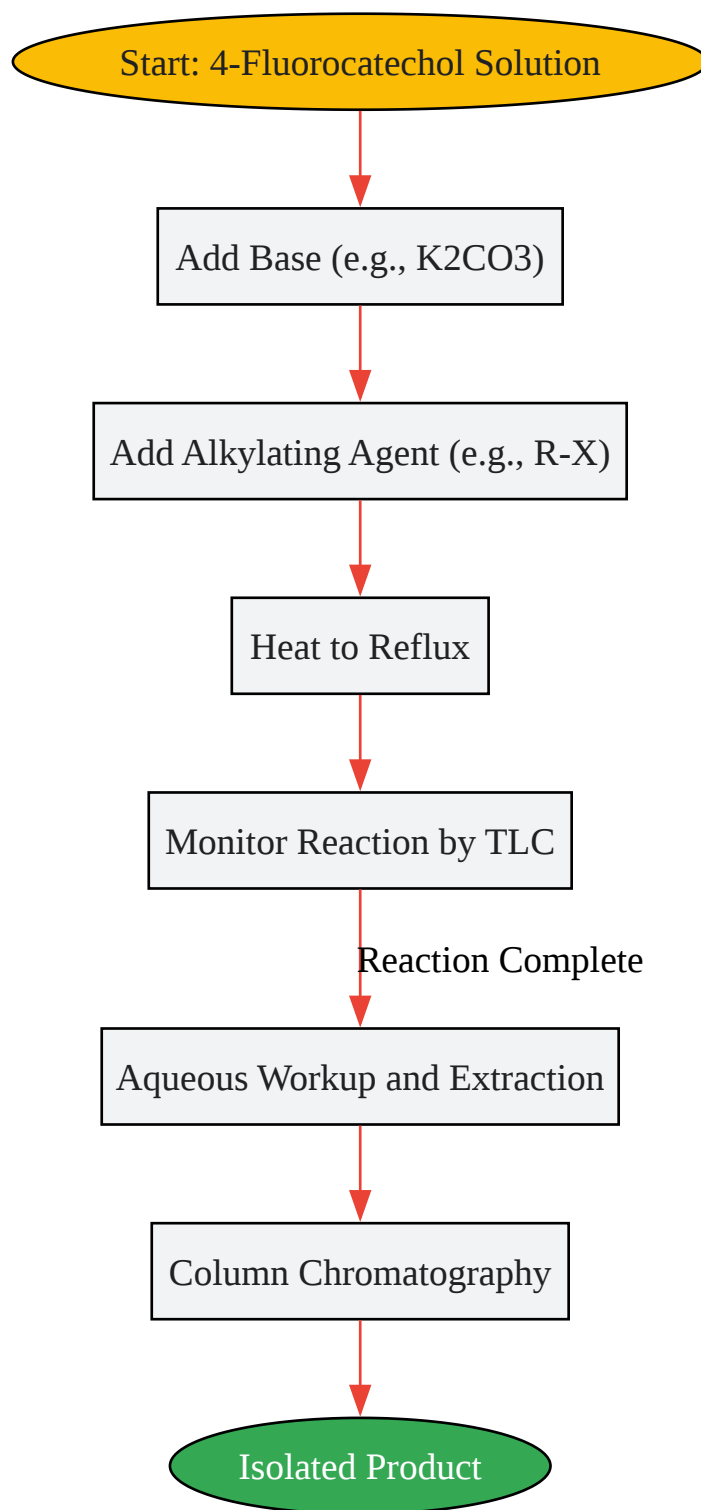 Start: 4-Fluorocatechol Solution
Add Base (e.g., K2CO3)
Add Alkylating Agent (e.g., R-X)
Heat to Reflux
Monitor Reaction by TLC
Reaction Complete
Aqueous Workup and Extraction
Column Chromatography
Isolated Product